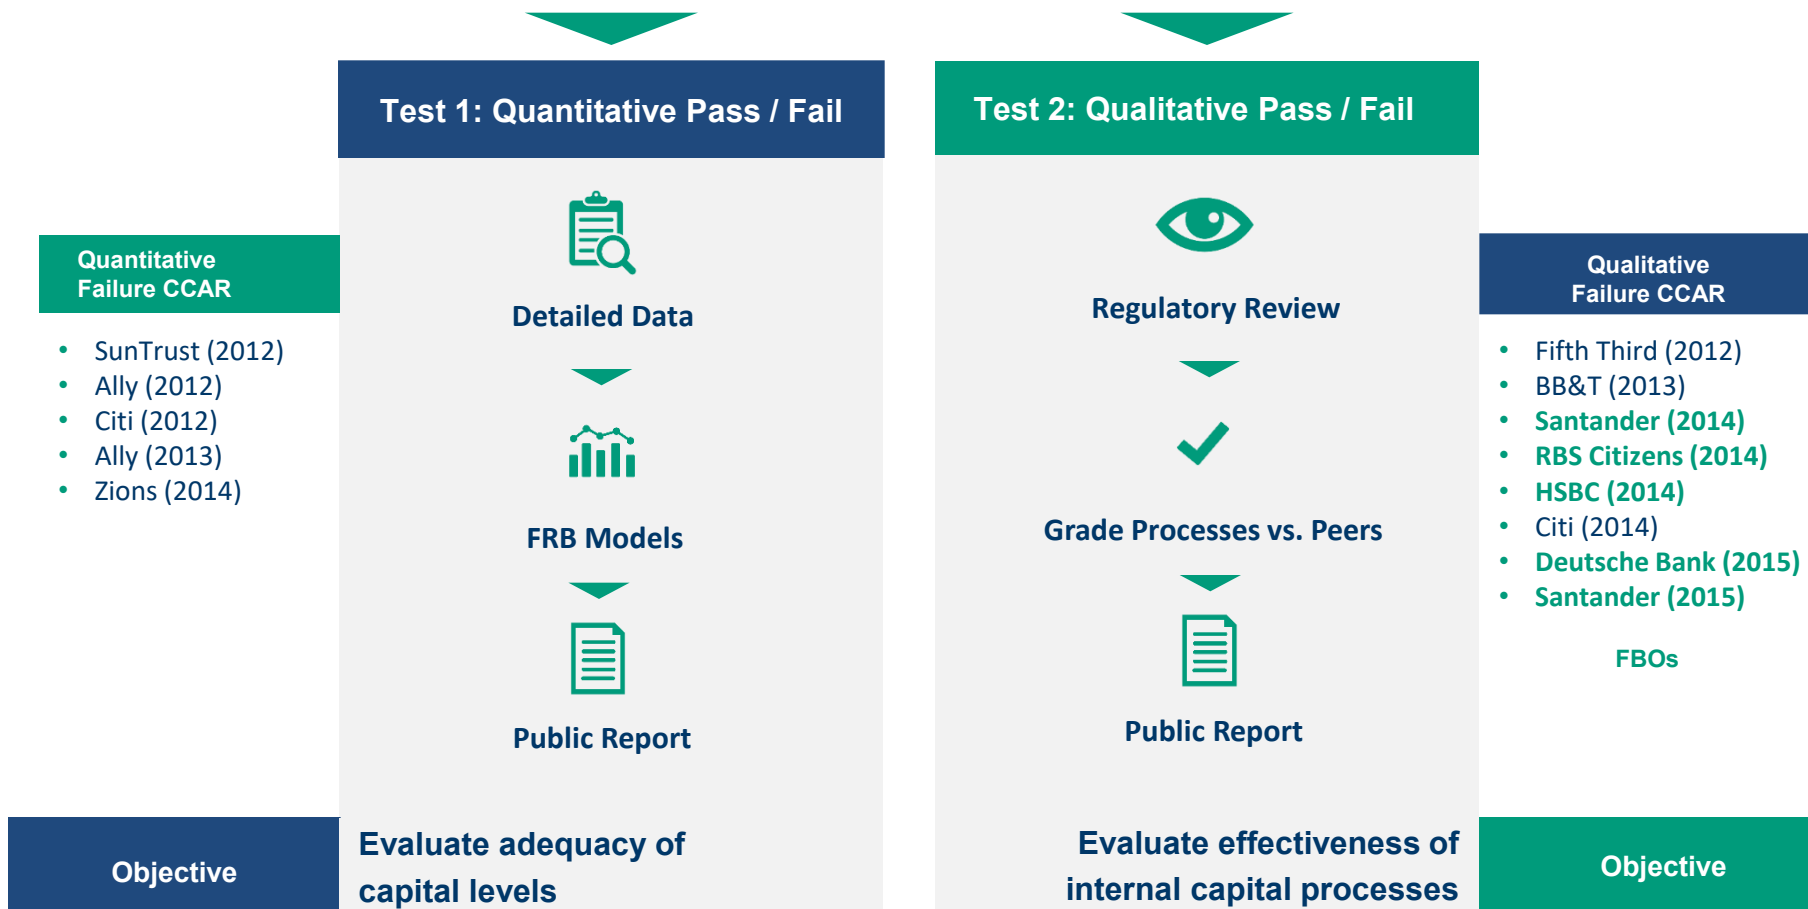 Test 1: Quantitative Pass / Fail
Detailed Data
FRB Models
Public Report
Quantitative
Failure CCAR
• SunTrust (2012)
• Ally (2012)
• Citi (2012)
• Ally (2013)
• Zions (2014)
Objective
Evaluate adequacy of
capital levels
Test 2: Qualitative Pass / Fail
Regulatory Review
Grade Processes vs. Peers
Public Report
Qualitative
Failure CCAR
• Fifth Third (2012)
• BB&T (2013)
• Santander (2014)
• RBS Citizens (2014)
• HSBC (2014)
• Citi (2014)
• Deutsche Bank (2015)
• Santander (2015)
FBOs
Evaluate effectiveness of
internal capital processes
Objective